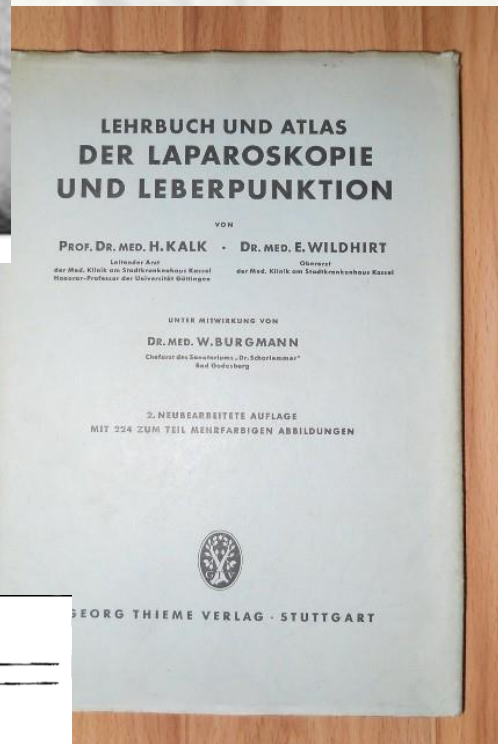 LEHRBUCH UND ATLAS
DER LAPAROSKOPIE
UND LEBERPUNKTION
VON
PROF. DR. MED. H. KALK · DR. MED. E. WILDHIRT
Leitender Arzt
der Med. Klinik am Stadtkrankenhaus Kassel
Honorar-Professor der Universität Göttingen
Oberarzt
der Med. Klinik am Stadtkrankenhaus Kassel
UNTER MITWIRKUNG VON
DR. MED. W. BURGMANN
Chefarzt des Sanatoriums „Dr. Schorlemmer“
Bad Godesberg
2. NEUBEARBEITETE AUFLAGE
MIT 224 ZUM TEIL MEHRFARBIGEN ABBILDUNGEN
GEORG THIEME VERLAG · STUTTGART